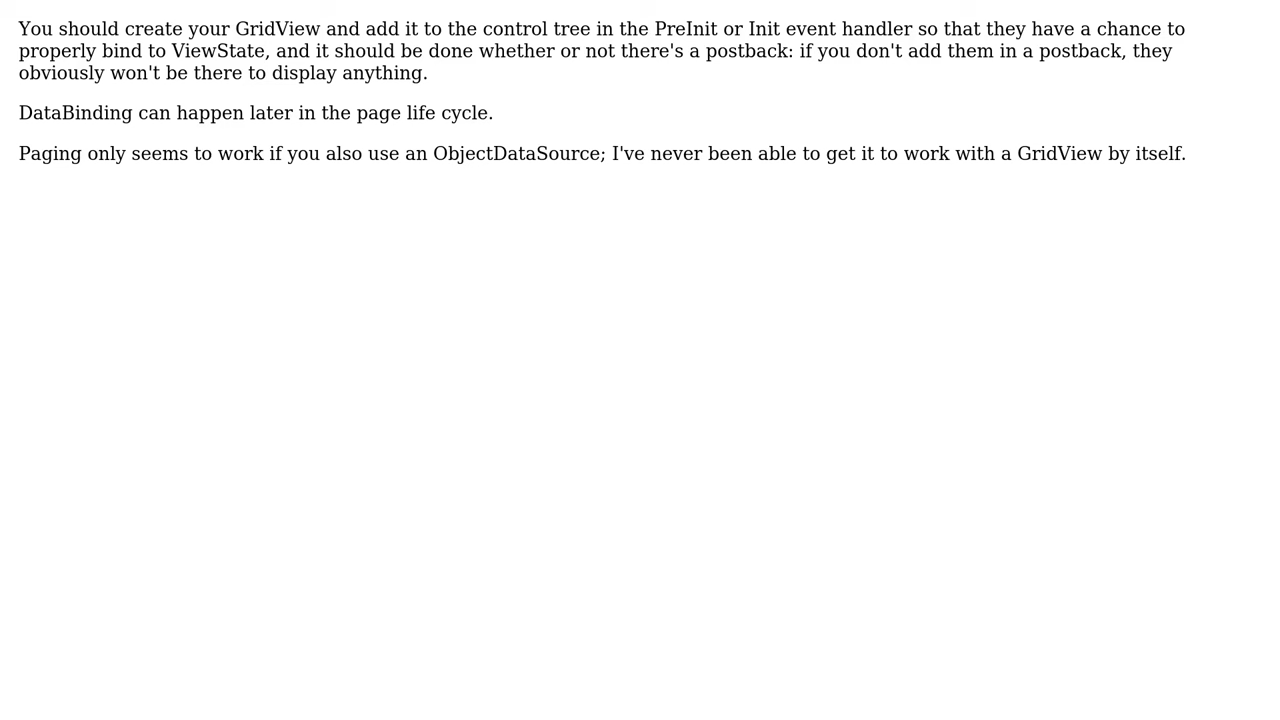 You should create your GridView and add it to the control tree in the PreInit or Init event handler so that they have a chance to
properly bind to ViewState, and it should be done whether or not there's a postback: if you don't add them in a postback, they
obviously won't be there to display anything.
DataBinding can happen later in the page life cycle.
Paging only seems to work if you also use an ObjectDataSource; I've never been able to get it to work with a GridView by itself.